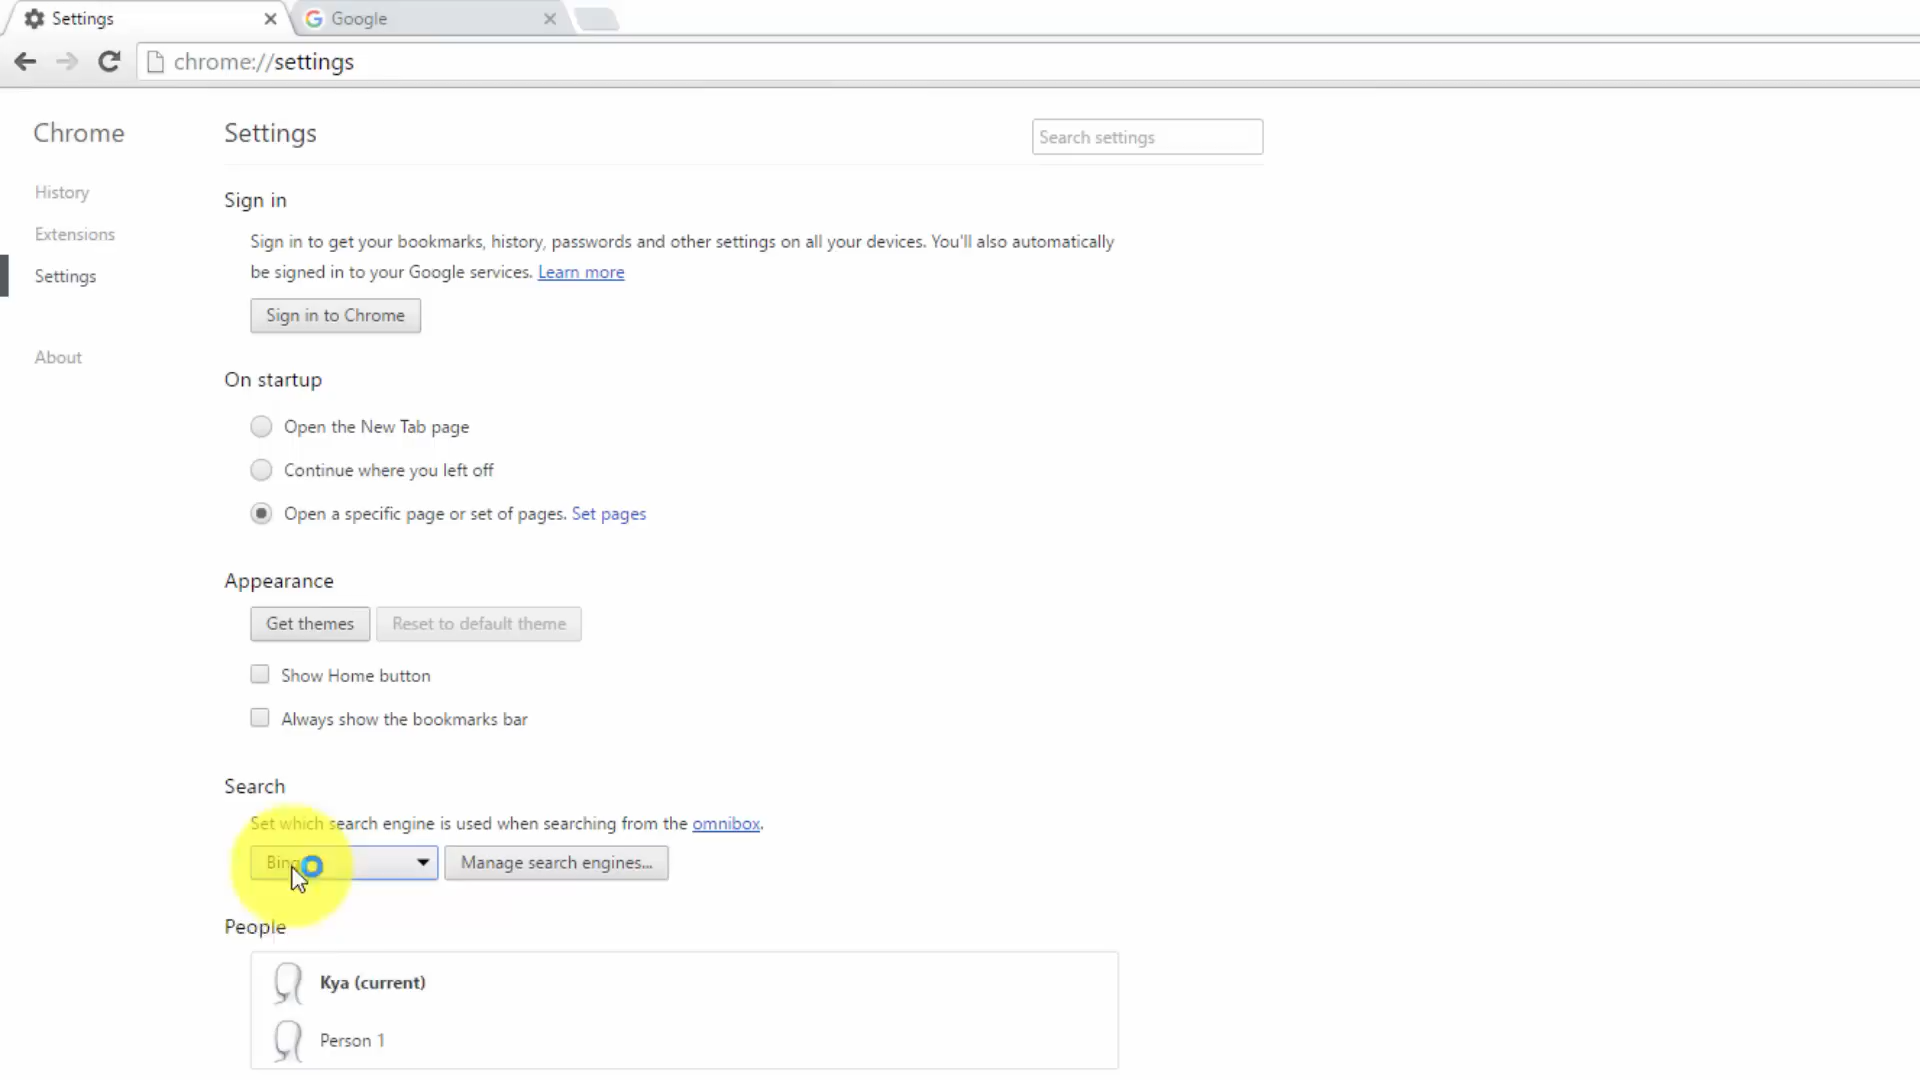 Settings
Google
chrome://settings
Chrome
Settings
Search settings
History
Extensions
Settings
About
Sign in
Sign in to get your bookmarks, history, passwords and other settings on all your devices. You'll also automatically
be signed in to your Google services. Learn more
Sign in to Chrome
On startup
Open the New Tab page
Continue where you left off
Open a specific page or set of pages. Set pages
Appearance
Get themes
Reset to default theme
Show Home button
Always show the bookmarks bar
Search
Set which search engine is used when searching from the omnibox.
Bing
Manage search engines...
People
Kya (current)
Person 1